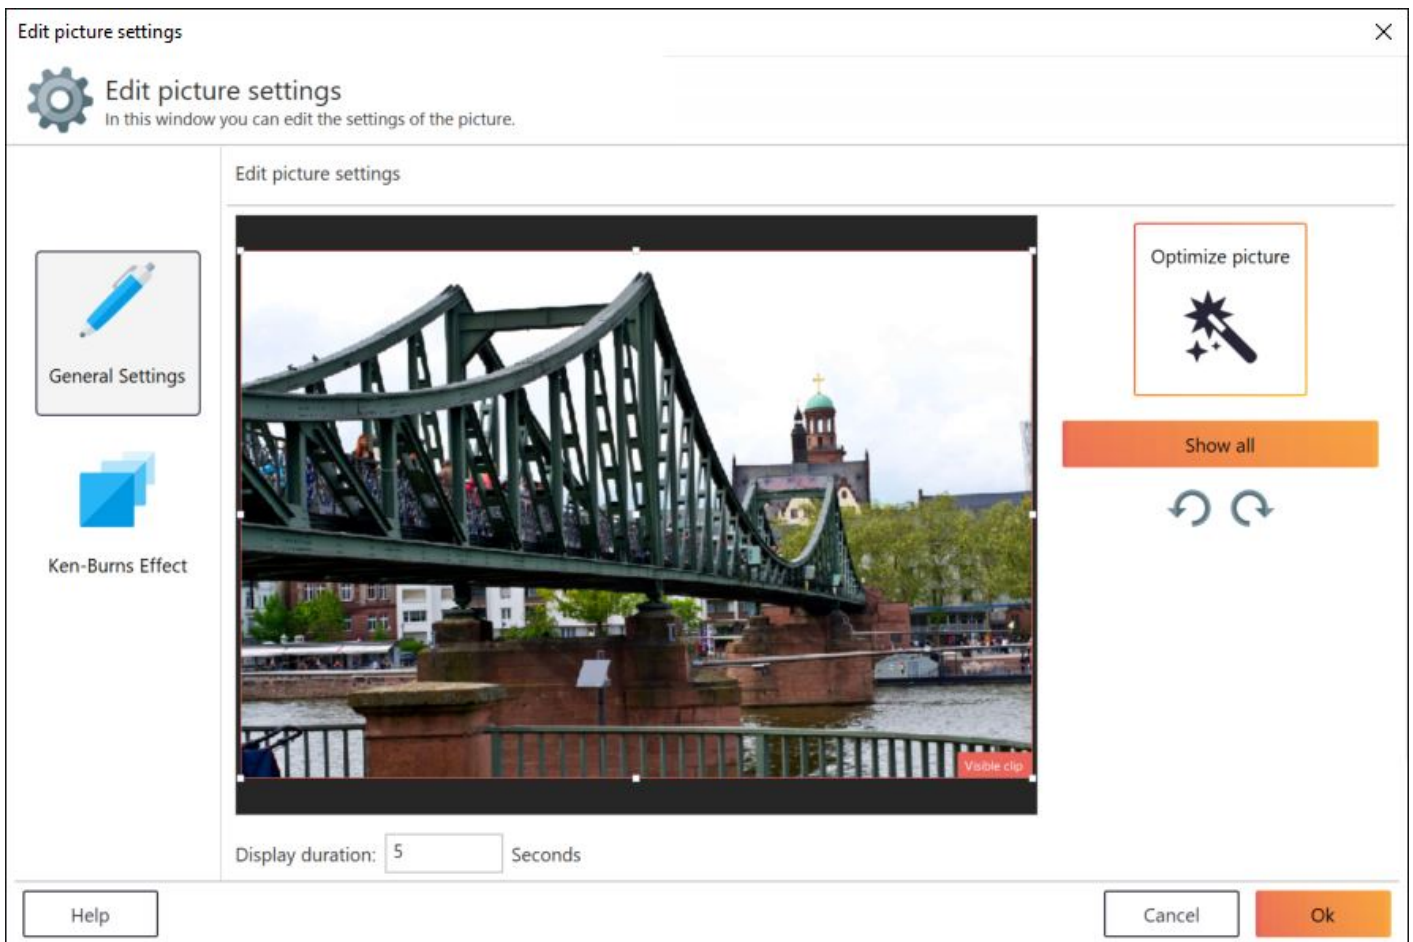 Edit picture settings
Edit picture settings
In this window you can edit the settings of the picture.
Edit picture settings
General Settings
Ken-Burns Effect
Optimize picture
Show all
Visible clip
Display duration: 5 Seconds
Help
Cancel
Ok